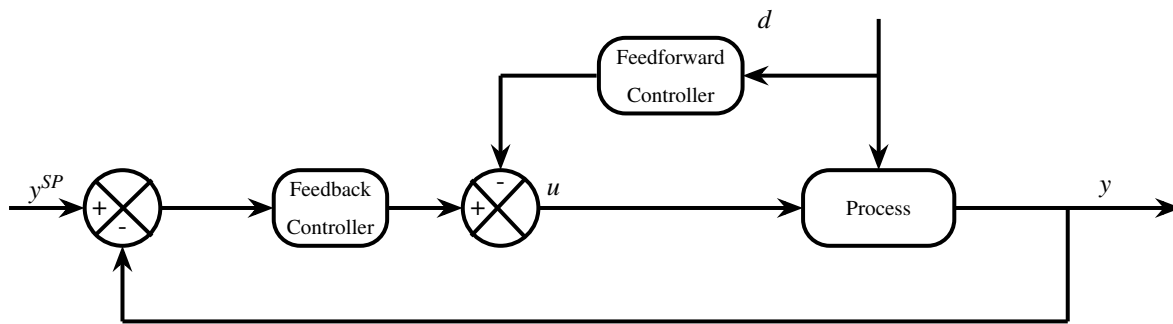 d
Feedforward
Controller
y^SP
+
-
Feedback
Controller
+
-
u
Process
y